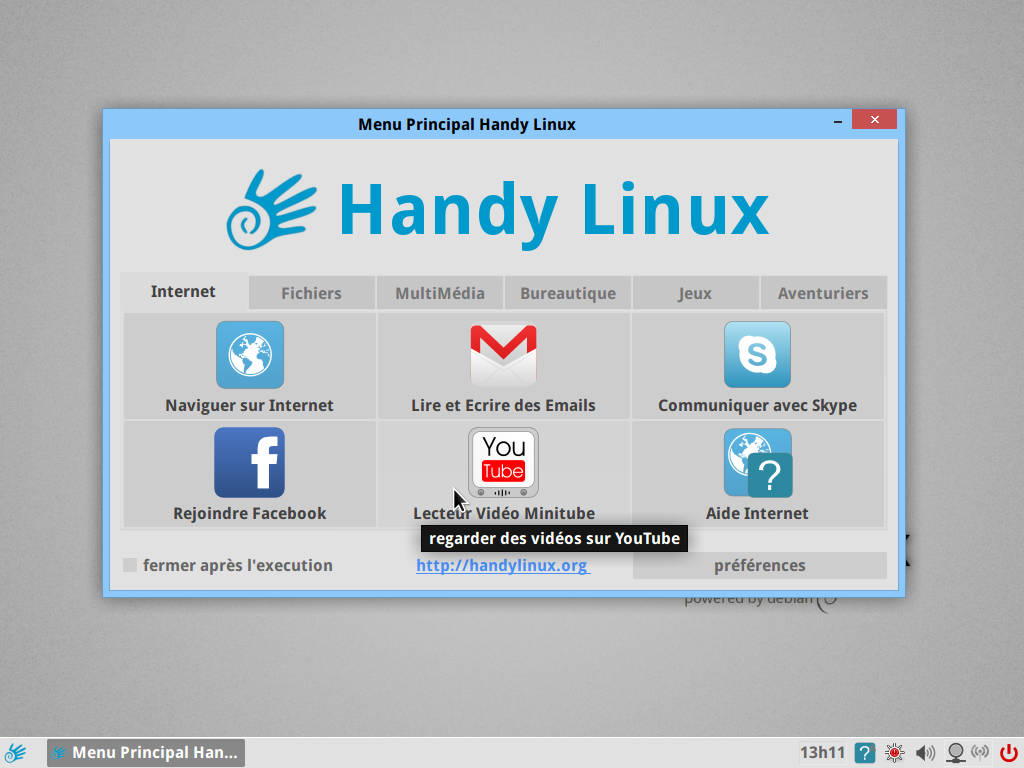 Menu Principal Handy Linux
Handy Linux
Internet
Fichiers
MultiMédia
Bureautique
Jeux
Aventuriers
Naviguer sur Internet
Lire et Ecrire des Emails
S
Communiquer avec Skype
f
Rejoindre Facebook
You
Tube
Lecteur Vidéo Minitube
?
Aide Internet
regarder des vidéos sur YouTube
fermer après l'execution
http://handylinux.org
préférences
powered by debian
Menu Principal Han...
13h11
?